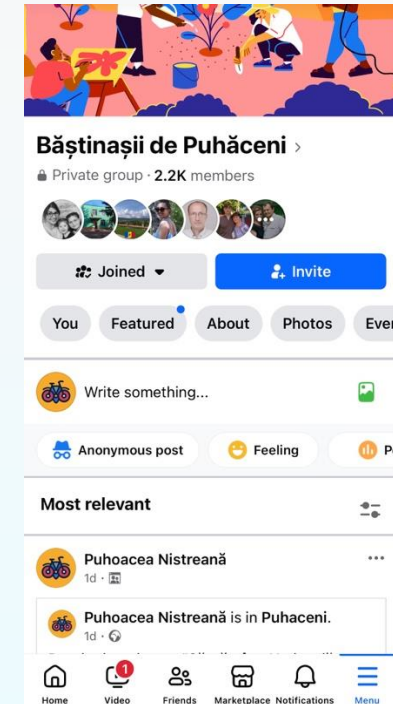 Băștinașii de Puhăceni >
Private group · 2.2K members
Joined Invite
You Featured About Photos
Write something...
Anonymous post Feeling
Most relevant
Puhoacea Nistreană
1d ·
Puhoacea Nistreană is in Puhaceni.
1d ·
1
Home Video Friends Marketplace Notifications Menu